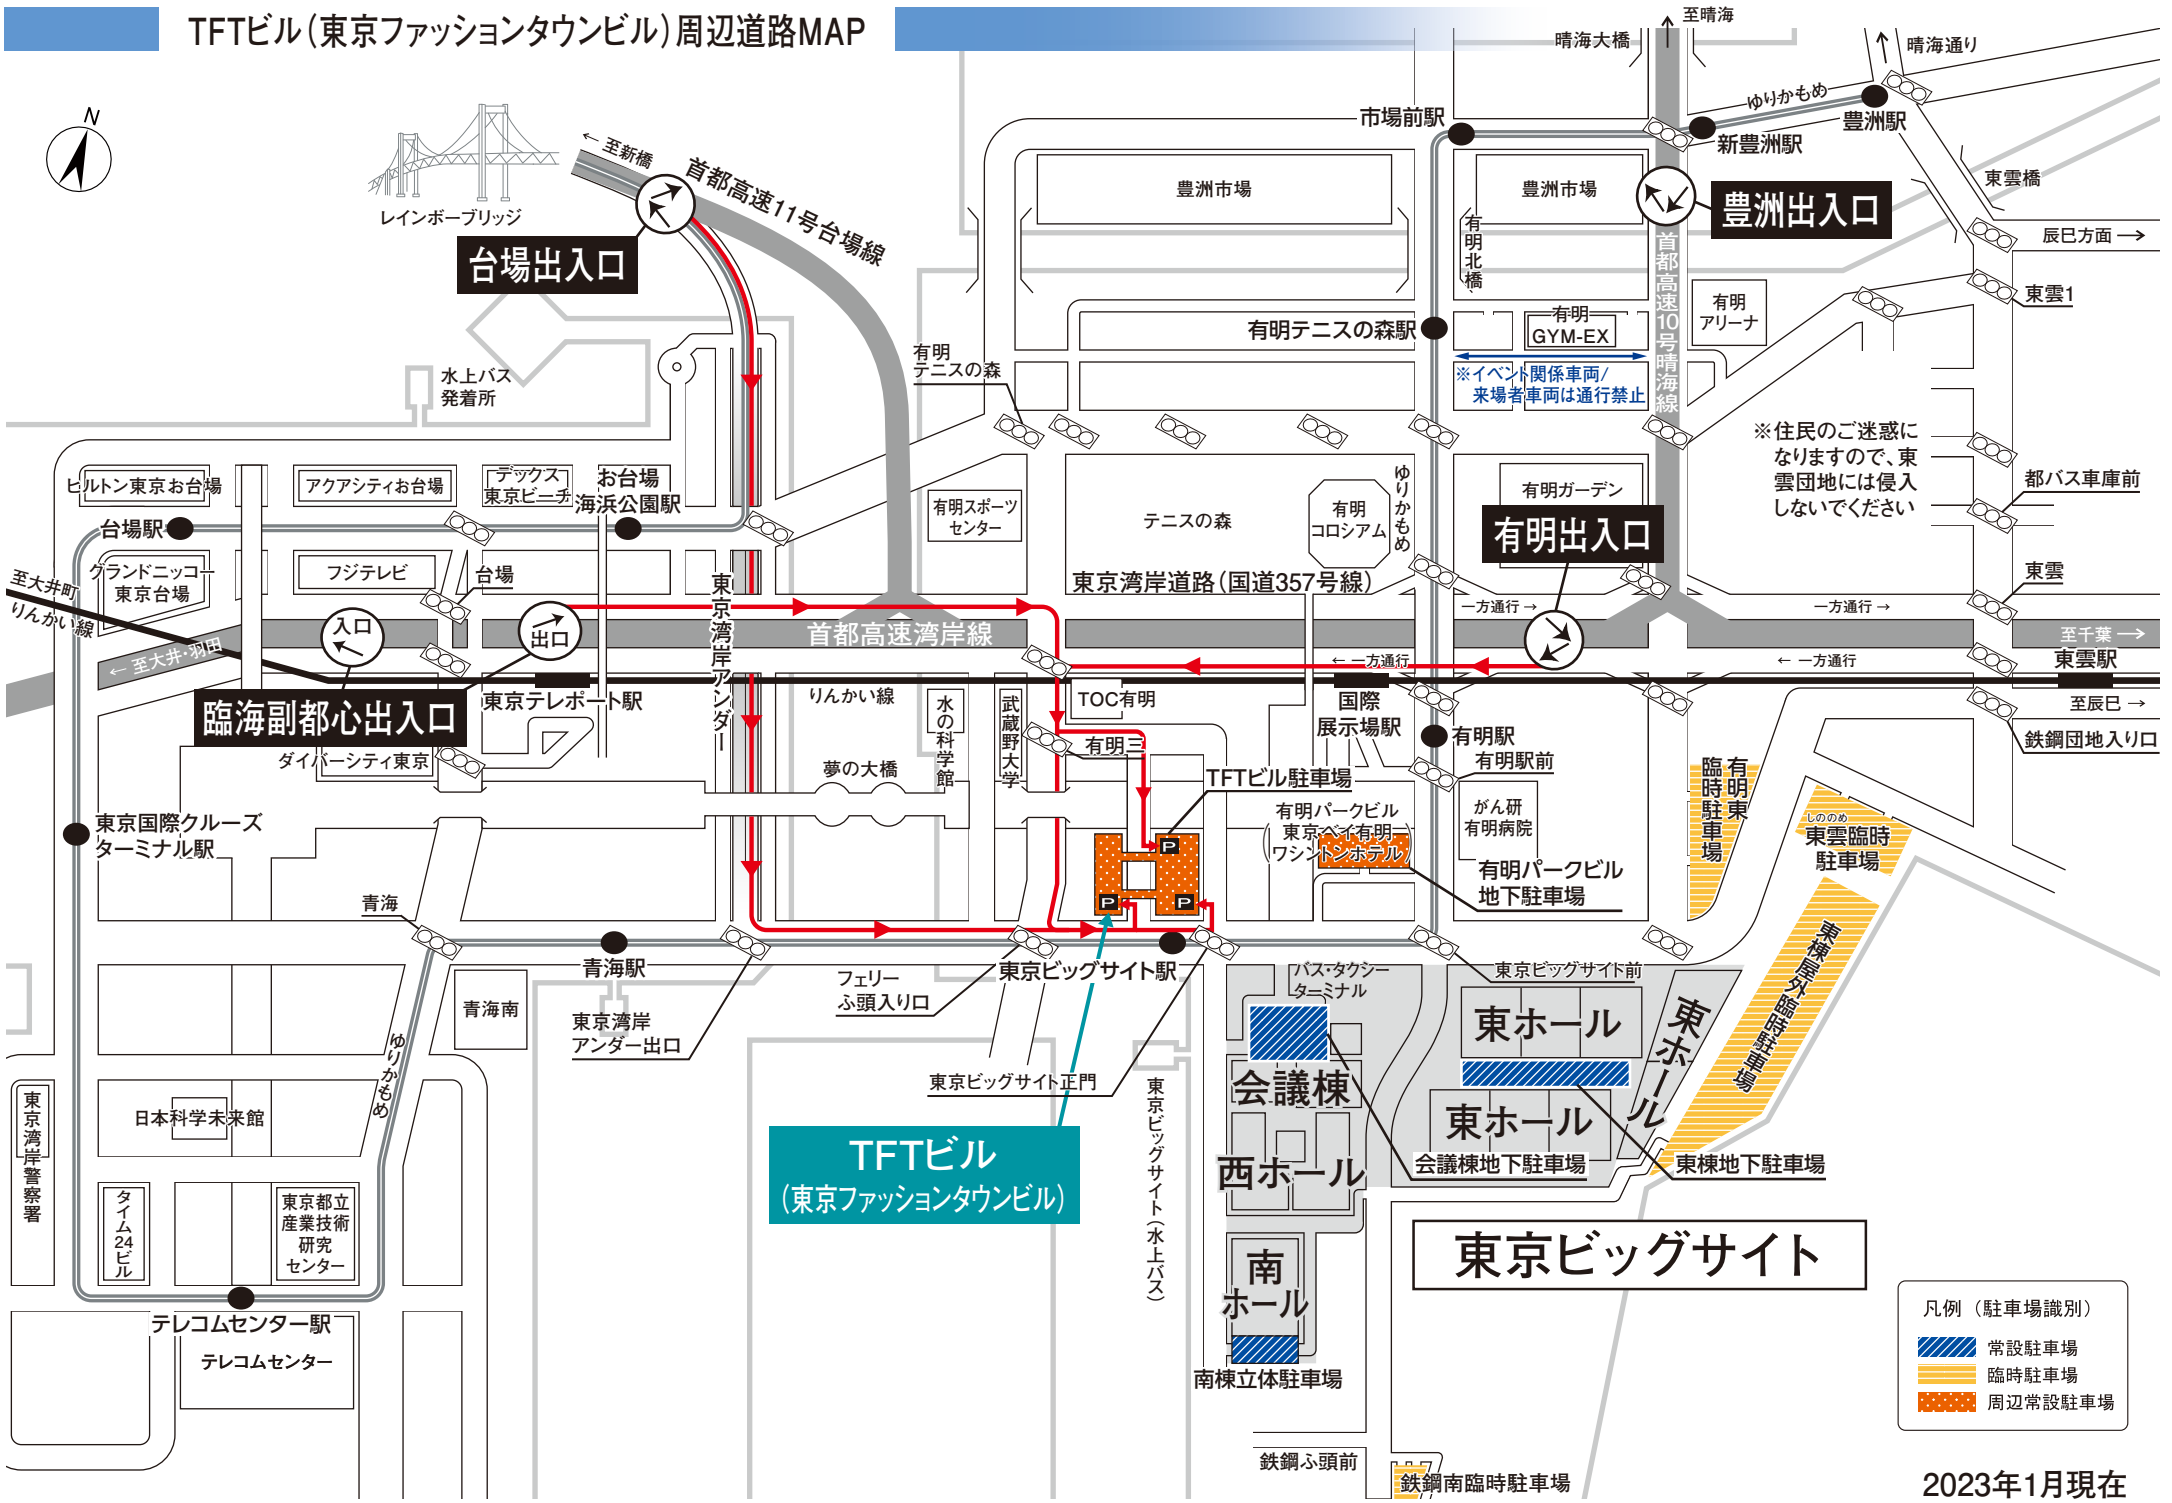 TFTビル（東京ファッションタウンビル）周辺道路MAP
至晴海
晴海大橋
晴海通り
N
レインボーブリッジ
← 至新橋
首都高速11号台場線
台場出入口
市場前駅
ゆりかもめ
新豊洲駅
豊洲駅
豊洲市場
豊洲市場
豊洲出入口
東雲橋
辰巳方面 →
有明北橋
首都高速10号晴海線
東雲1
有明テニスの森駅
有明
GYM-EX
有明
アリーナ
有明
テニスの森
※イベント関係車両/
来場者車両は通行禁止
水上バス
発着所
※住民のご迷惑に
なりますので、東
雲団地には侵入
しないでください
都バス車庫前
ヒルトン東京お台場
アクアシティお台場
デックス
東京ビーチ
お台場
海浜公園駅
台場駅
有明スポーツ
センター
テニスの森
有明
コロシアム
ゆりかもめ
有明ガーデン
有明出入口
グランドニッコー
東京台場
フジテレビ
台場
東京湾岸道路（国道357号線）
東雲
至大井町
りんかい線
← 至大井・羽田
入口
出口
東京湾岸アンダー
首都高速湾岸線
一方通行 →
一方通行 →
← 一方通行
← 一方通行
至千葉 →
東雲駅
至辰巳 →
鉄鋼団地入り口
臨海副都心出入口
東京テレポート駅
りんかい線
水の科学館
武蔵野大学
TOC有明
国際
展示場駅
有明駅
有明駅前
有明三
ダイバーシティ東京
夢の大橋
TFTビル駐車場
有明パークビル
（東京ベイ有明
ワシントンホテル）
がん研
有明病院
有明東
臨時駐車場
しののめ
東雲臨時
駐車場
有明パークビル
地下駐車場
東京国際クルーズ
ターミナル駅
P
P
P
青海
青海駅
東京ビッグサイト駅
フェリー
ふ頭入り口
東京湾岸
アンダー出口
青海南
東京ビッグサイト正門
バス・タクシー
ターミナル
東京ビッグサイト前
東ホール
東ホール
東ホール
東棟屋外臨時駐車場
会議棟
西ホール
会議棟地下駐車場
東棟地下駐車場
ゆりかもめ
東京湾岸警察署
日本科学未来館
タイム24ビル
東京都立
産業技術
研究
センター
TFTビル
（東京ファッションタウンビル）
東京ビッグサイト（水上バス）
南
ホール
南棟立体駐車場
東京ビッグサイト
テレコムセンター駅
テレコムセンター
凡例（駐車場識別）
常設駐車場
臨時駐車場
周辺常設駐車場
鉄鋼ふ頭前
鉄鋼南臨時駐車場
2023年1月現在